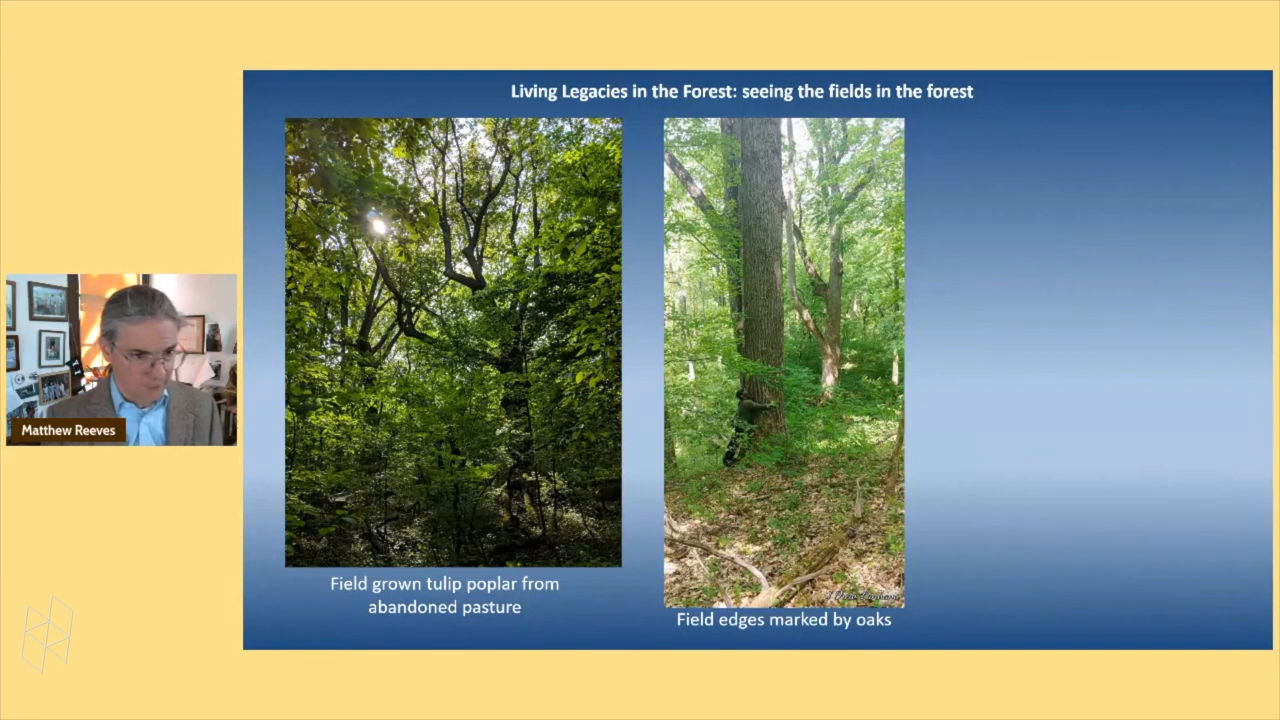 Living Legacies in the Forest: seeing the fields in the forest
Matthew Reeves
Field grown tulip poplar from
abandoned pasture
Field edges marked by oaks